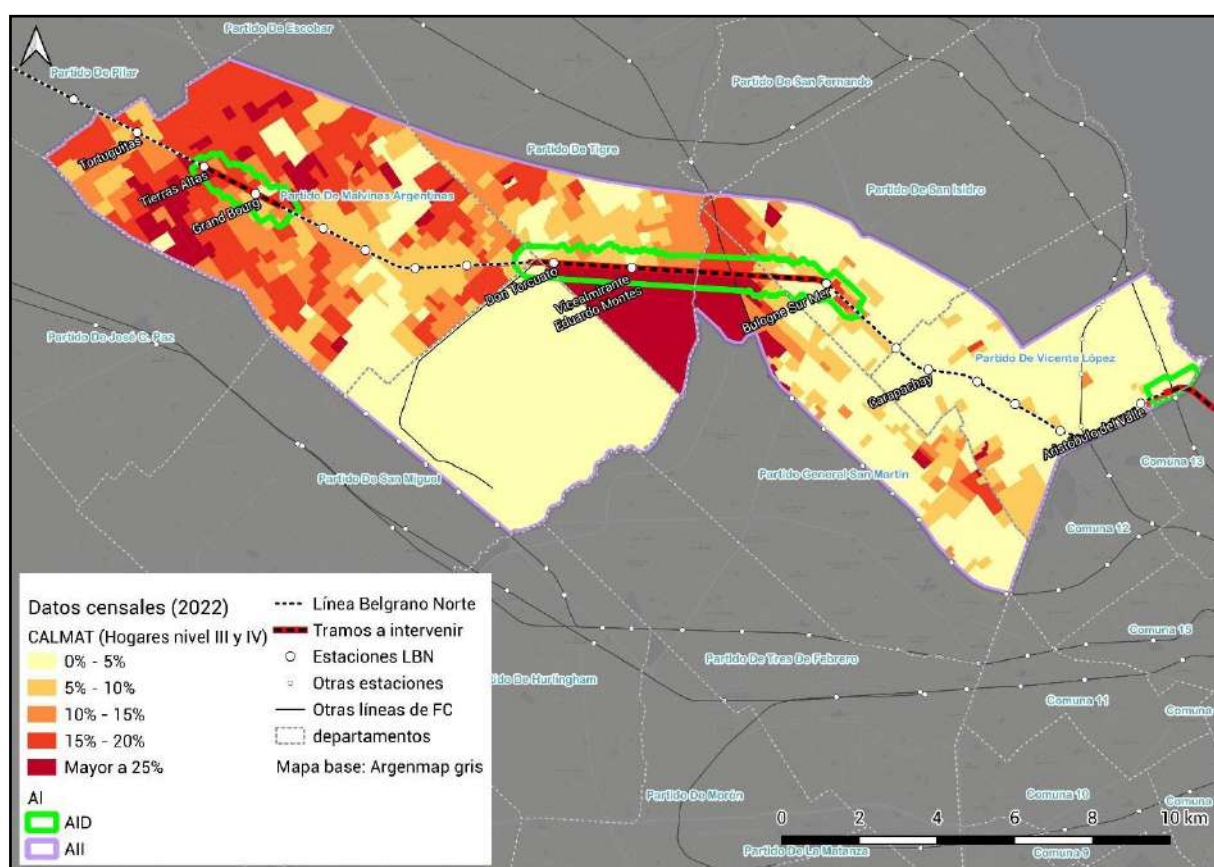 Partido De Escobar
Partido De Pilar
Partido De San Fernando
Partido De Tigre
Tortuguitas
Partido De San Isidro
Tierras Altas
Partido De Malvinas Argentinas
Grand Bourg
Don Torcuato
Vicealmirante
Eduardo Montes
Bulogne Sur Mer
Partido De José C. Paz
Partido De Vicente López
Carapachay
Aristóbulo del Valle
Comuna 13
Partido General San Martín
Partido De San Miguel
Comuna 12
Comuna 15
Partido De Tres De Febrero
Partido De Hurlingham
Comuna 11
Comuna
Partido De Morón
Comuna 10
Comuna
Partido De La Matanza
Comuna 9
0 2 4 6 8 10 km
Datos censales (2022)
CALMAT (Hogares nivel III y IV)
0% - 5%
5% - 10%
10% - 15%
15% - 20%
Mayor a 25%
AI
AID
AII
Línea Belgrano Norte
Tramos a intervenir
Estaciones LBN
Otras estaciones
Otras líneas de FC
departamentos
Mapa base: Argenmap gris